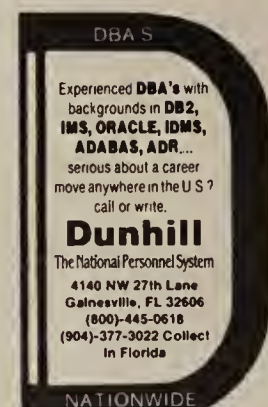 DBA'S
Experienced DBA's with
backgrounds in DB2,
IMS, ORACLE, IDMS,
ADABAS, ADR....
serious about a career
move anywhere in the U S ?
call or write.
Dunhill
The National Personnel System
4140 NW 27th Lane
Gainesville, FL 32606
(800)-445-0618
(904)-377-3022 Collect
In Florida
NATIONWIDE